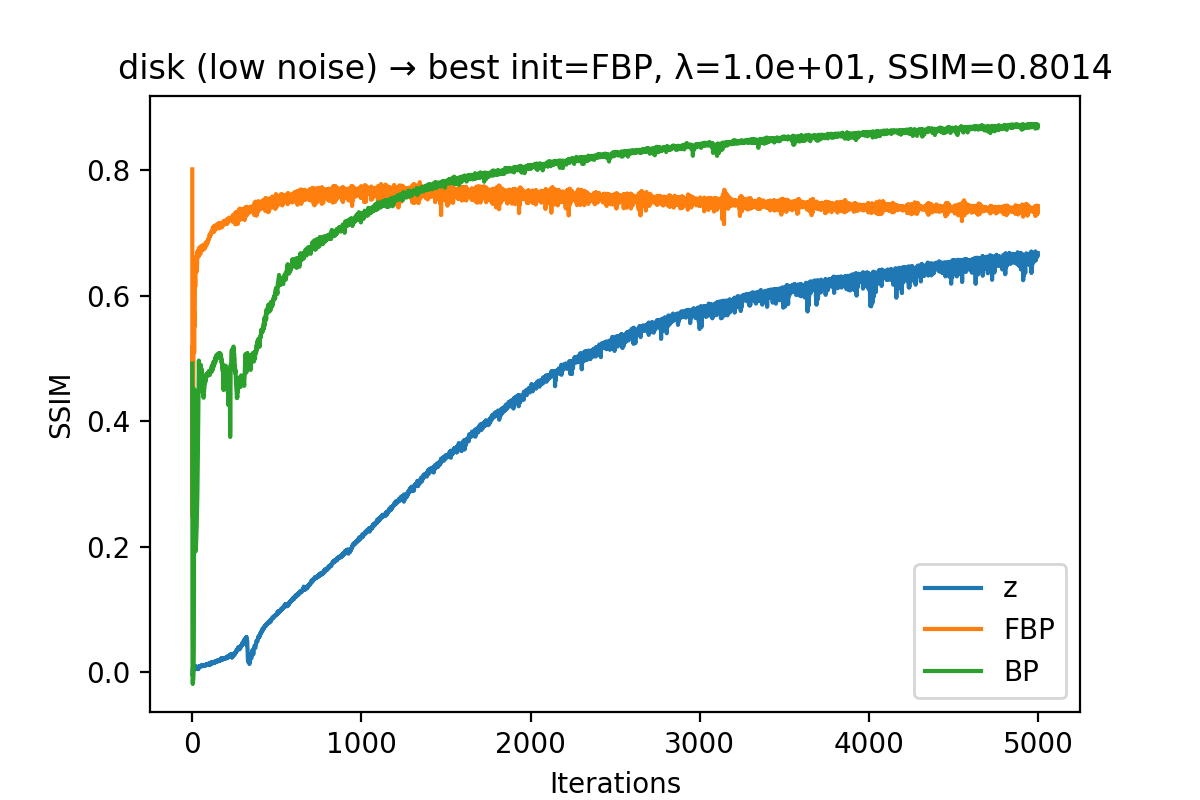 disk (low noise) → best init=FBP, λ=1.0e+01, SSIM=0.8014
SSIM
0.8
0.6
0.4
0.2
0.0
z
FBP
BP
0 1000 2000 3000 4000 5000
Iterations